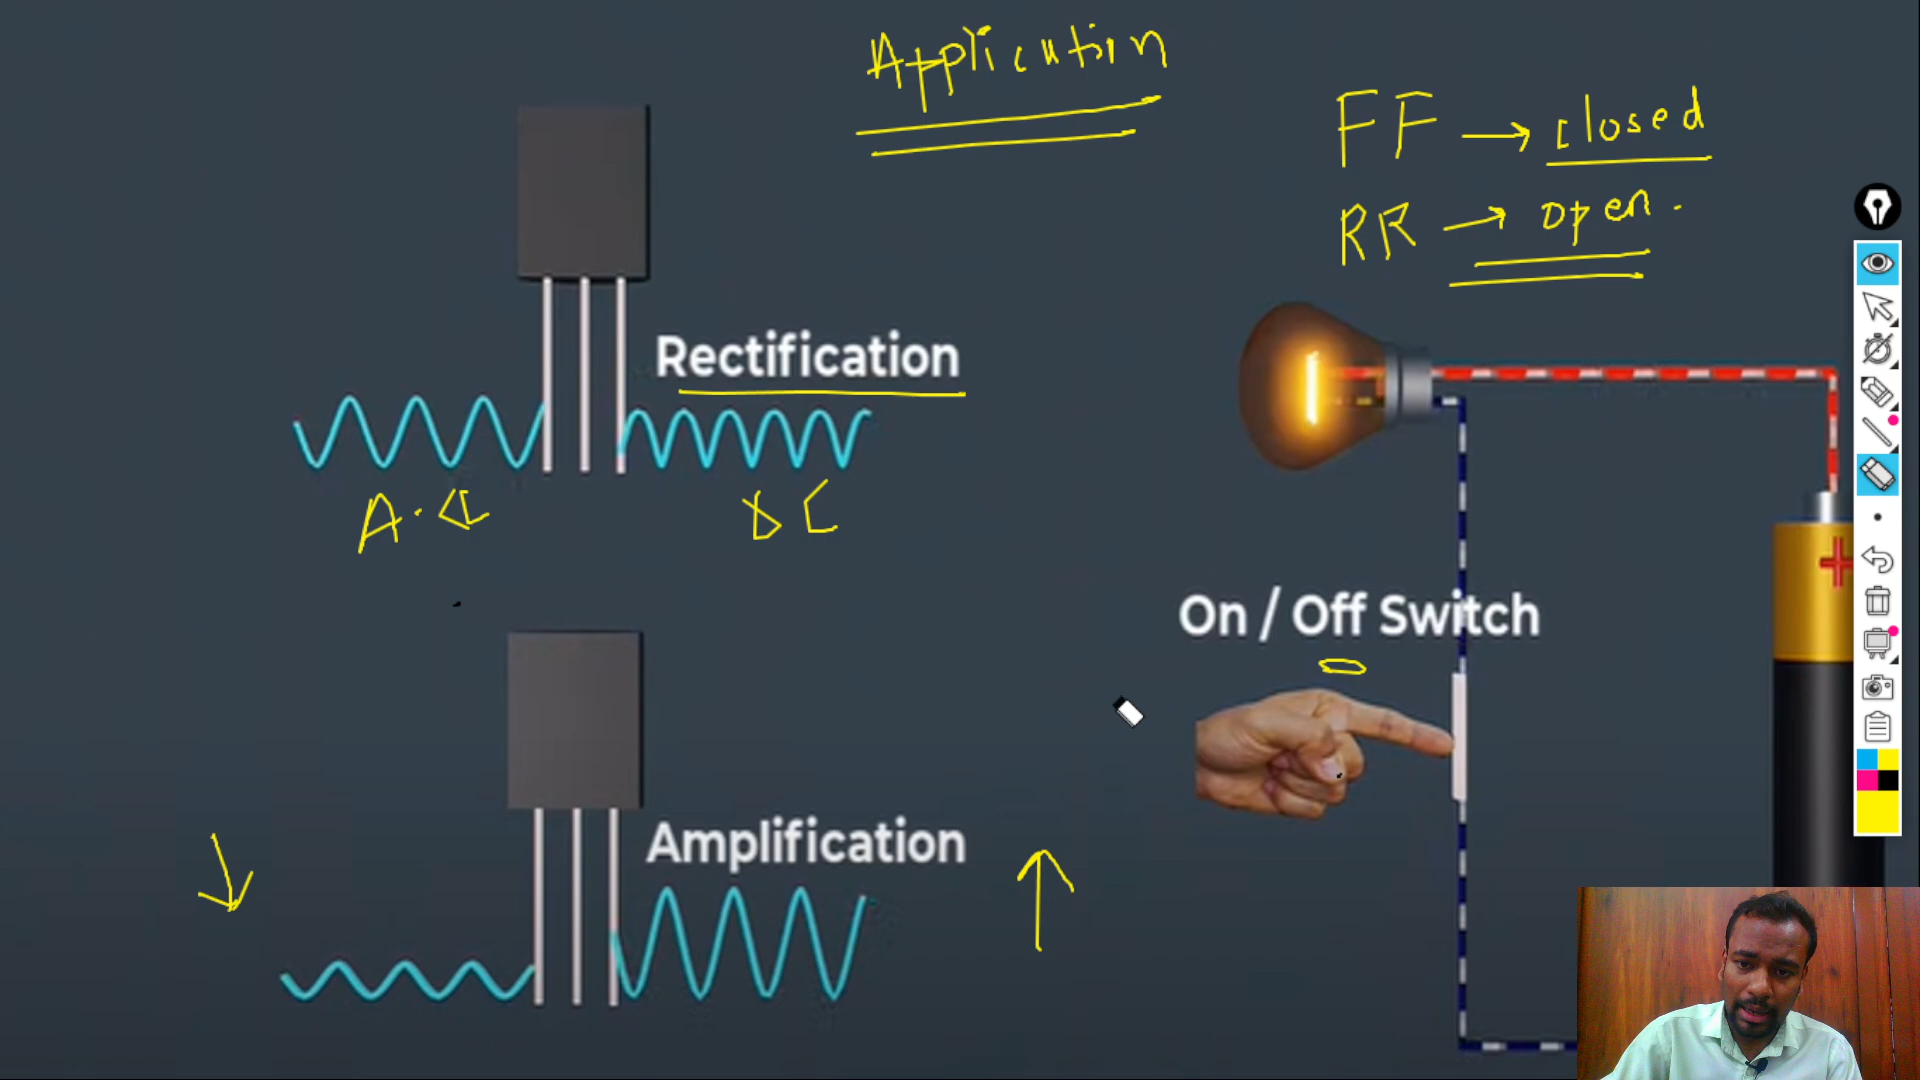 Application
FF → closed
RR → open.
Rectification
A.C
DC
On / Off Switch
Amplification